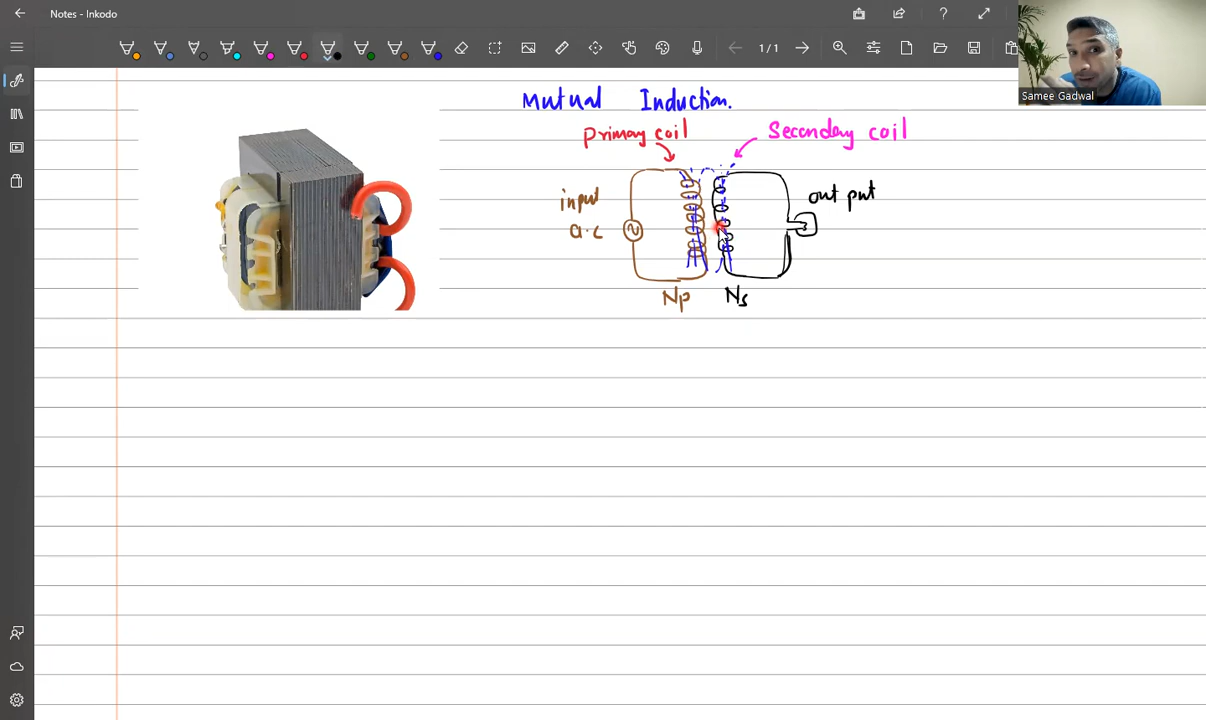 Notes - Inkodo
1/1
Samee Gadwal
Mutual Induction.
primary coil
Secondary coil
input
a.c
out put
Np
Ns